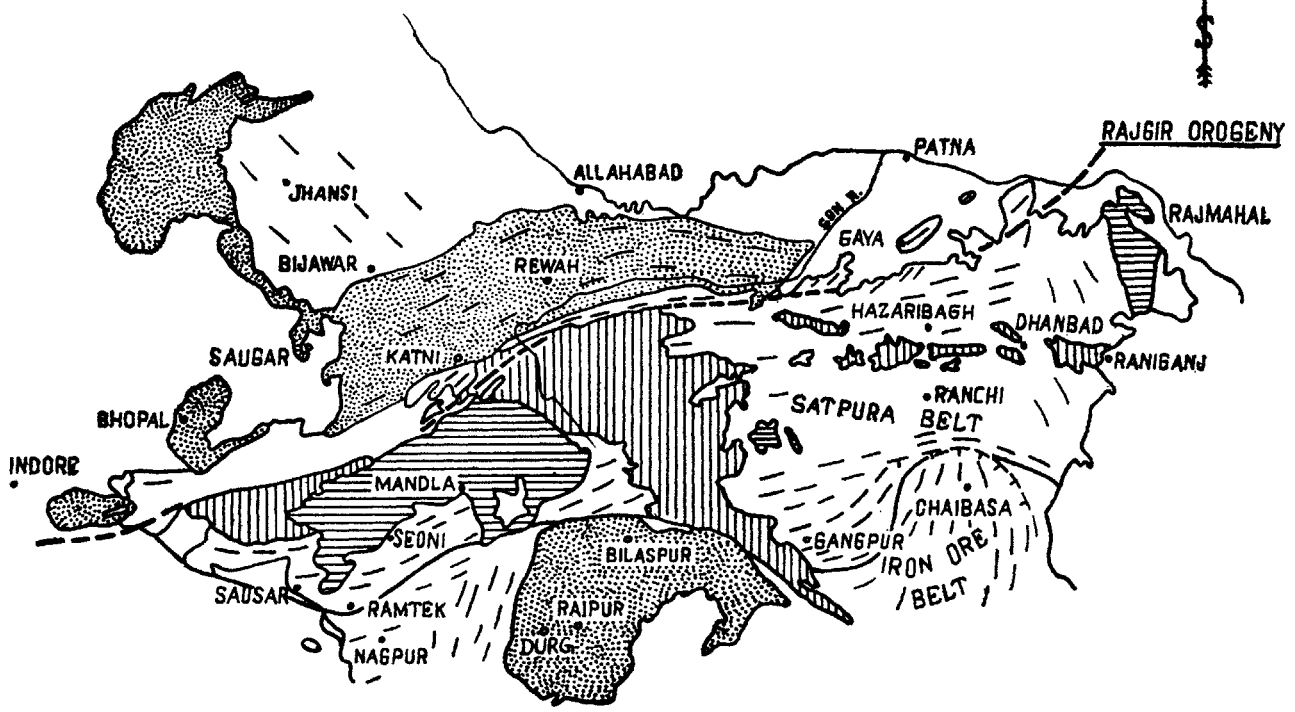 RAJGIR OROGENY
PATNA
ALLAHABAD
JHANSI
SON R.
RAJMAHAL
GAYA
BIJAWAR
REWAH
HAZARIBAGH
DHANBAD
SAUGAR
KATNI
RANIGANJ
RANCHI
SATPURA
BELT
BHOPAL
INDORE
MANDLA
CHAIBASA
SEONI
BILASPUR
GANGPUR
IRON ORE
BELT
SAUSAR
RAMTEK
RAIPUR
DURG
NAGPUR